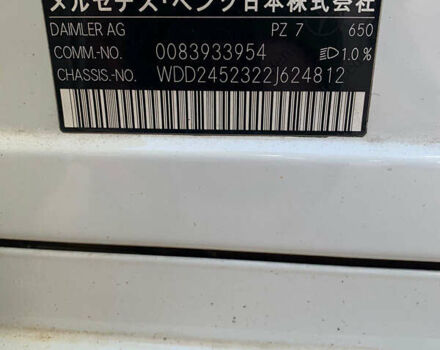 メルセデス・ベンツ日本株式会社
DAIMLER AG PZ 7 650
COMM.-NO. 0083933954 1.0%
CHASSIS.-NO. WDD2452322J624812